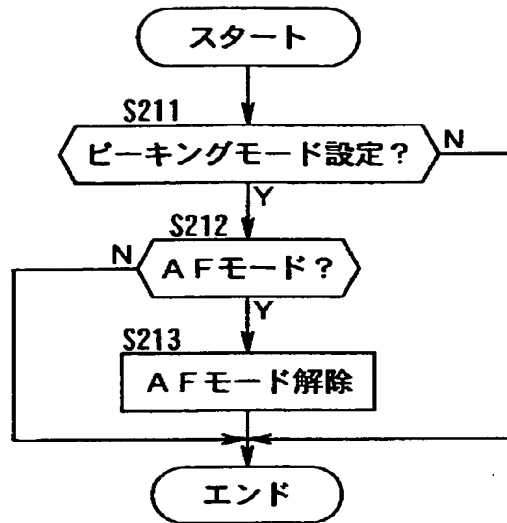 スタート
S211
ピーキングモード設定?
N
Y
S212
AFモード?
N
Y
S213
AFモード解除
エンド